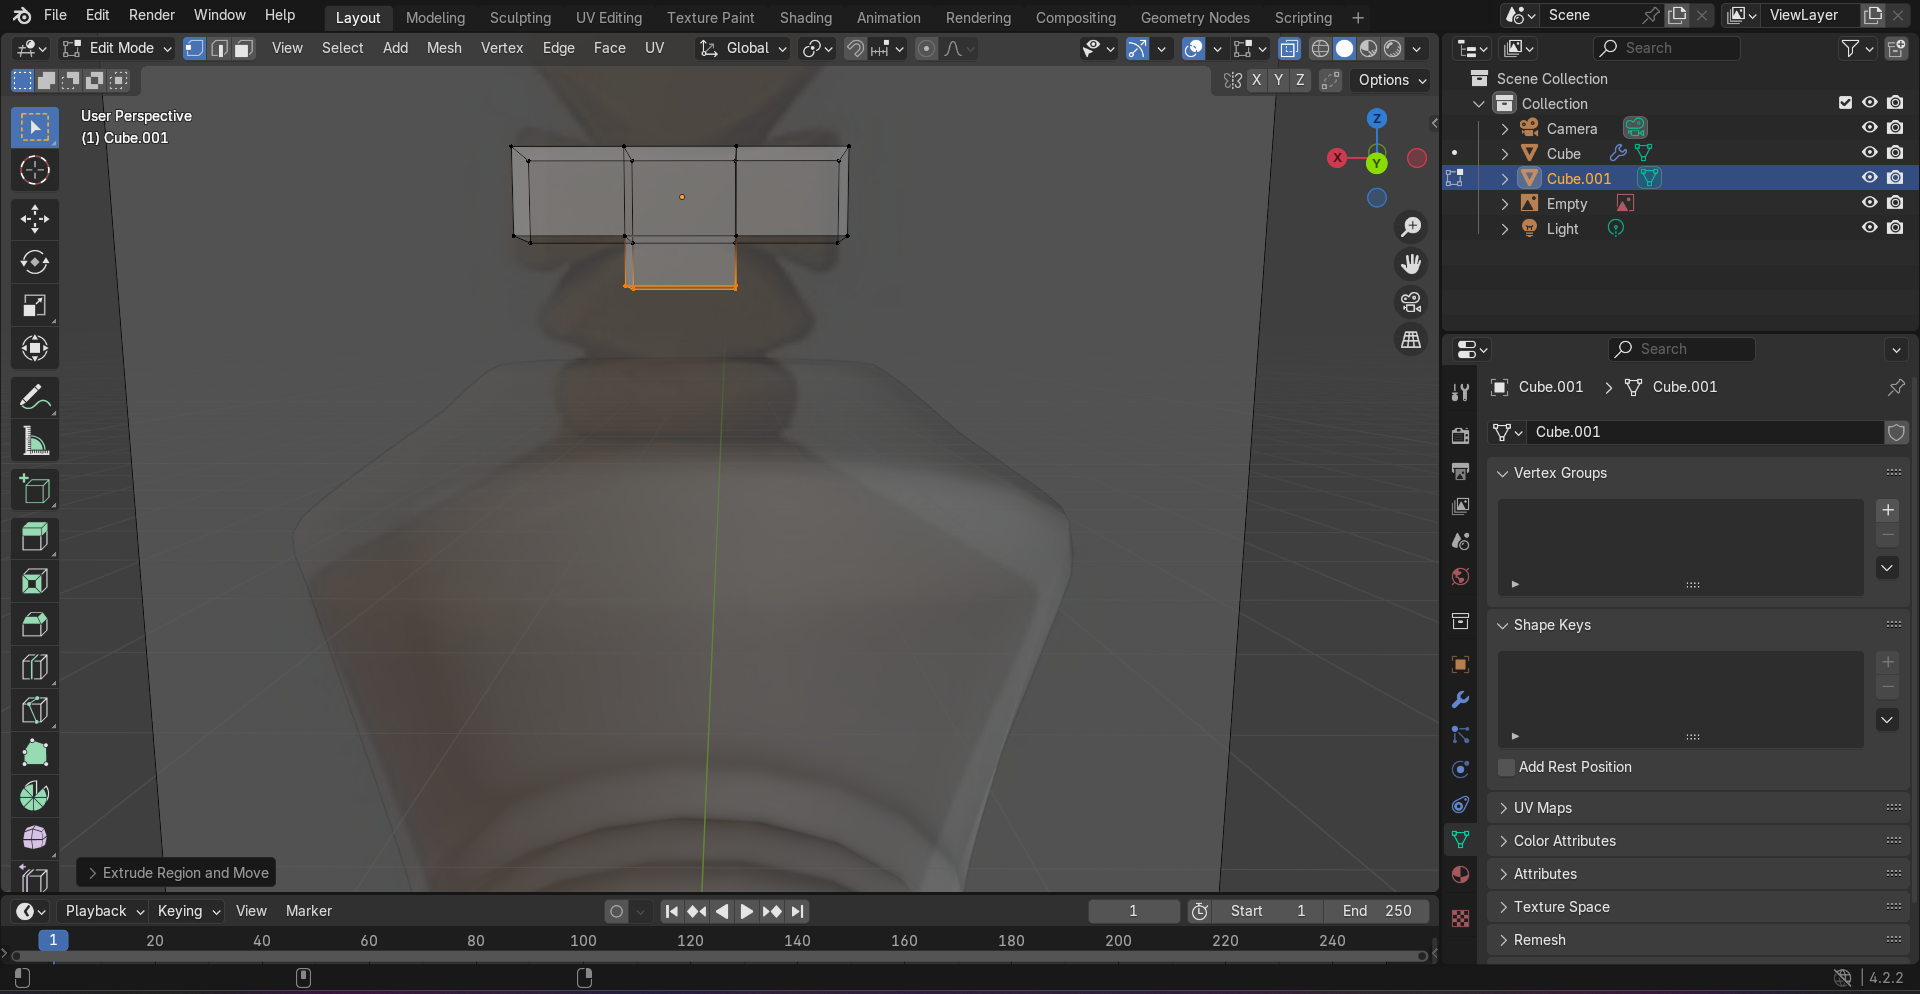 File Edit Render Window Help Layout Modeling Sculpting UV Editing Texture Paint Shading Animation Rendering Compositing Geometry Nodes Scripting + Scene ViewLayer
Edit Mode View Select Add Mesh Vertex Edge Face UV Global Search
X Y Z Options
Scene Collection
User Perspective
(1) Cube.001
Collection
Camera
Cube
Cube.001
Empty
Light
Z
X
Y
Search
Cube.001 > Cube.001
Cube.001
Vertex Groups
Shape Keys
Add Rest Position
UV Maps
Color Attributes
Attributes
Texture Space
Remesh
> Extrude Region and Move
Playback Keying View Marker 1 Start 1 End 250
1 20 40 60 80 100 120 140 160 180 200 220 240
4.2.2